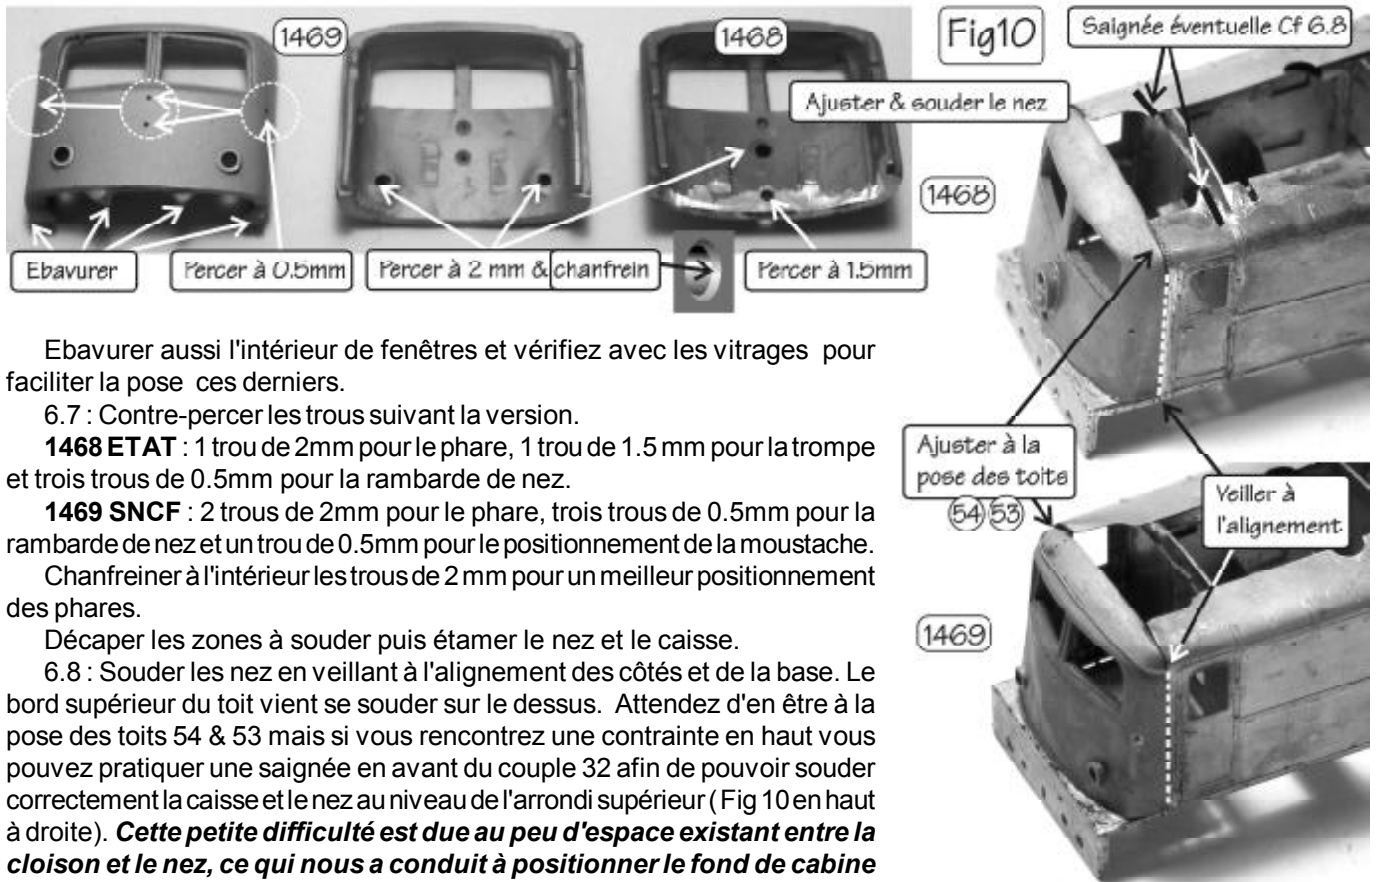 1469
1468
Fig10
Saignée éventuelle Cf 6.8
Ajuster & souder le nez
1468
Ebavurer
Percer à 0.5mm
Percer à 2 mm & chanfrein
Percer à 1.5mm
Ebavurer aussi l'intérieur de fenêtres et vérifiez avec les vitrages pour
faciliter la pose ces derniers.
6.7 : Contre-percer les trous suivant la version.
1468 ETAT : 1 trou de 2mm pour le phare, 1 trou de 1.5 mm pour la trompe
et trois trous de 0.5mm pour la rambarde de nez.
1469 SNCF : 2 trous de 2mm pour le phare, trois trous de 0.5mm pour la
rambarde de nez et un trou de 0.5mm pour le positionnement de la moustache.
Chanfreiner à l'intérieur les trous de 2 mm pour un meilleur positionnement
des phares.
Décaper les zones à souder puis étamer le nez et le caisse.
6.8 : Souder les nez en veillant à l'alignement des côtés et de la base. Le
bord supérieur du toit vient se souder sur le dessus. Attendez d'en être à la
pose des toits 54 & 53 mais si vous rencontrez une contrainte en haut vous
pouvez pratiquer une saignée en avant du couple 32 afin de pouvoir souder
correctement la caisse et le nez au niveau de l'arrondi supérieur ( Fig 10 en haut
à droite). Cette petite difficulté est due au peu d'espace existant entre la
cloison et le nez, ce qui nous a conduit à positionner le fond de cabine
Ajuster à la
pose des toits
54 53
Veiller à
l'alignement
1469